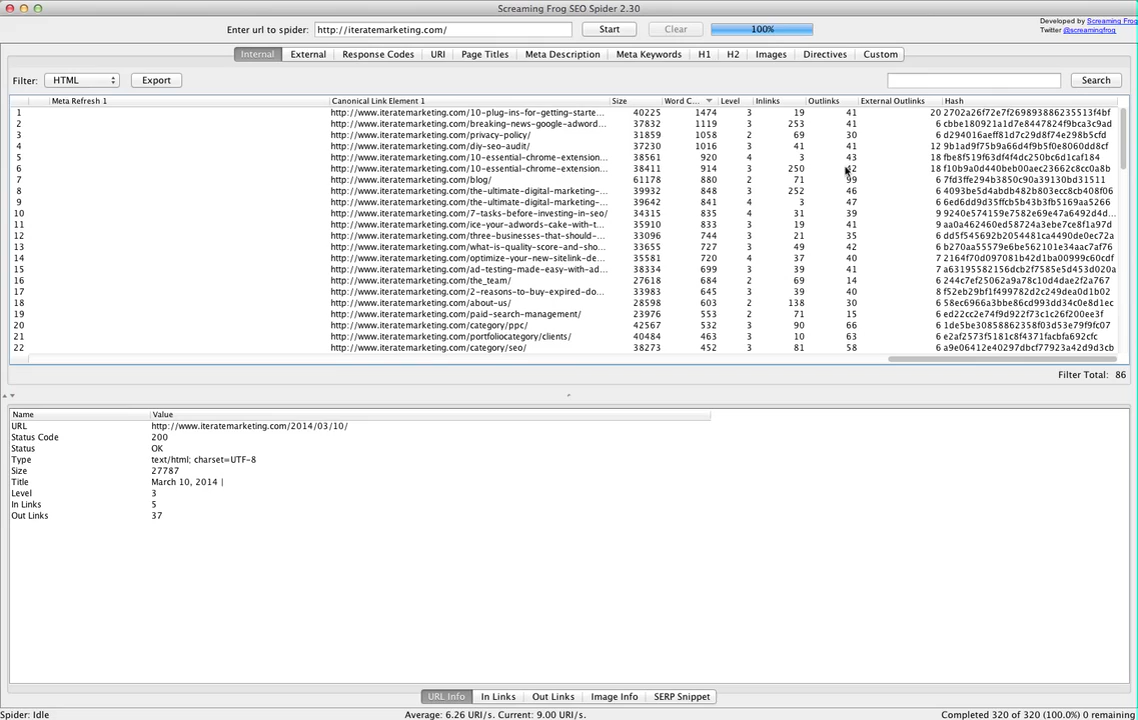 Screaming Frog SEO Spider 2.30
Enter url to spider: http://iteratemarketing.com/ Start Clear 100%
Developed by Screaming Frog
Twitter @screamingfrog
Internal External Response Codes URI Page Titles Meta Description Meta Keywords H1 H2 Images Directives Custom
Filter: HTML Export Search
Meta Refresh 1 Canonical Link Element 1 Size Word C... Level Inlinks Outlinks External Outlinks Hash
1 http://www.iteratemarketing.com/10-plug-ins-for-getting-starte... 40225 1474 3 19 41 20 2702a26f72e7f269893886235513f4bf
2 http://www.iteratemarketing.com/breaking-news-google-adword... 37832 1119 3 253 41 6 cbbe180921a1d7e8447824f9bca3c9ad
3 http://www.iteratemarketing.com/privacy-policy/ 31859 1058 2 69 30 6 d294016aeff81d7c29d8f74e298b5cfd
4 http://www.iteratemarketing.com/diy-seo-audit/ 37230 1016 3 41 41 12 9b1ad9f75b9a66d4f9b5f0e8060dd8cf
5 http://www.iteratemarketing.com/10-essential-chrome-extension... 38561 920 4 3 43 18 fbe8f519f63df4f4dc250bc6d1caf184
6 http://www.iteratemarketing.com/10-essential-chrome-extension... 38411 914 3 250 42 18 f10b9a0d440beb00aec23662c8cc0a8b
7 http://www.iteratemarketing.com/blog/ 61178 880 2 71 99 6 7fd3ffe294b3850c90a39130bd31511
8 http://www.iteratemarketing.com/the-ultimate-digital-marketing-... 39932 848 3 252 46 6 4093be5d4abdb482b803ecc8cb408f06
9 http://www.iteratemarketing.com/the-ultimate-digital-marketing-... 39642 841 4 3 47 6 6ed6dd9d35ffcb5b43b3fb5169aa5266
10 http://www.iteratemarketing.com/7-tasks-before-investing-in-seo/ 34315 835 4 31 39 9 9240e574159e7582e69e47a6492d4d...
11 http://www.iteratemarketing.com/ice-your-adwords-cake-with-t... 35910 833 3 19 41 9 aa0a462460ed58724a3ebe7ce8f1a97d
12 http://www.iteratemarketing.com/three-businesses-that-should-... 33096 744 3 21 35 6 dd5f545692b2054481ca4490de0ec72a
13 http://www.iteratemarketing.com/what-is-quality-score-and-sho... 33655 727 3 49 42 6 b270aa55579e6be562101e34aac7af76
14 http://www.iteratemarketing.com/optimize-your-new-sitelink-de... 35581 720 4 37 40 7 2164f70d097081b42d1ba00999c60cdf
15 http://www.iteratemarketing.com/ad-testing-made-easy-with-ad... 38334 699 3 39 41 7 a63195582156dcb2f7585e5d453d020a
16 http://www.iteratemarketing.com/the_team/ 27618 684 2 69 14 6 244c7ef25062a9a78c10d4dae2f2a767
17 http://www.iteratemarketing.com/2-reasons-to-buy-expired-do... 33983 645 3 39 40 8 f52eb29bf1f499782d2c249dea0d1b02
18 http://www.iteratemarketing.com/about-us/ 28598 603 2 138 30 6 58ec6966a3bbe86cd993dd34c0e8d1ec
19 http://www.iteratemarketing.com/paid-search-management/ 23976 553 2 71 15 6 ed22cc2e74f9d922f73c1c26f200ee3f
20 http://www.iteratemarketing.com/category/ppc/ 42567 532 3 90 66 6 1de5be30858862358f03d53e79f9fc07
21 http://www.iteratemarketing.com/portfoliocategory/clients/ 40484 463 3 10 63 6 e2af2573f5181c8f4371facfba692cfc
22 http://www.iteratemarketing.com/category/seo/ 38273 452 3 81 58 6 a9e06412e40297dbcf77923a42d9d3cb
Filter Total: 86
Name Value
URL http://www.iteratemarketing.com/2014/03/10/
Status Code 200
Status OK
Type text/html; charset=UTF-8
Size 27787
Title March 10, 2014 |
Level 3
In Links 5
Out Links 37
URL Info In Links Out Links Image Info SERP Snippet
Spider: Idle Average: 6.26 URI/s. Current: 9.00 URI/s. Completed 320 of 320 (100.0%) 0 remaining